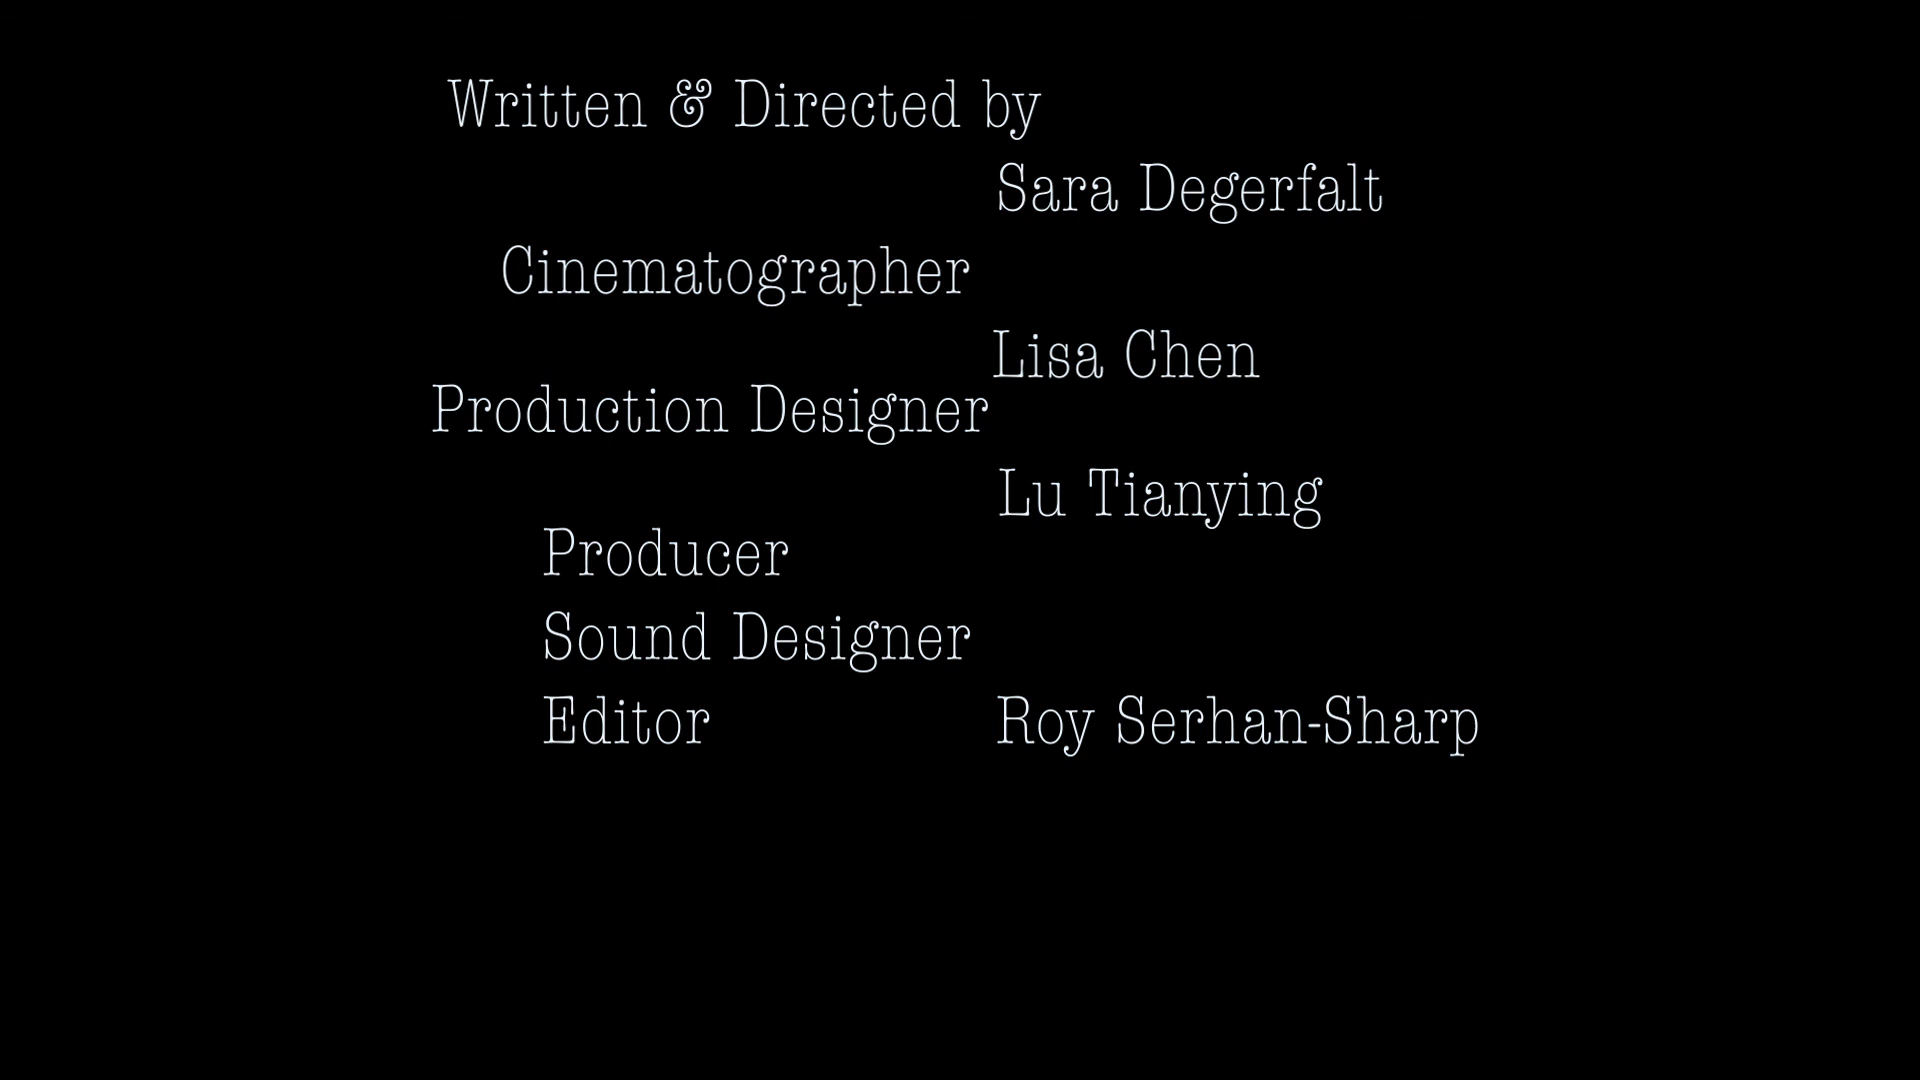 Written & Directed by
Sara Degerfalt
Cinematographer
Lisa Chen
Production Designer
Lu Tianying
Producer
Sound Designer
Editor Roy Serhan-Sharp